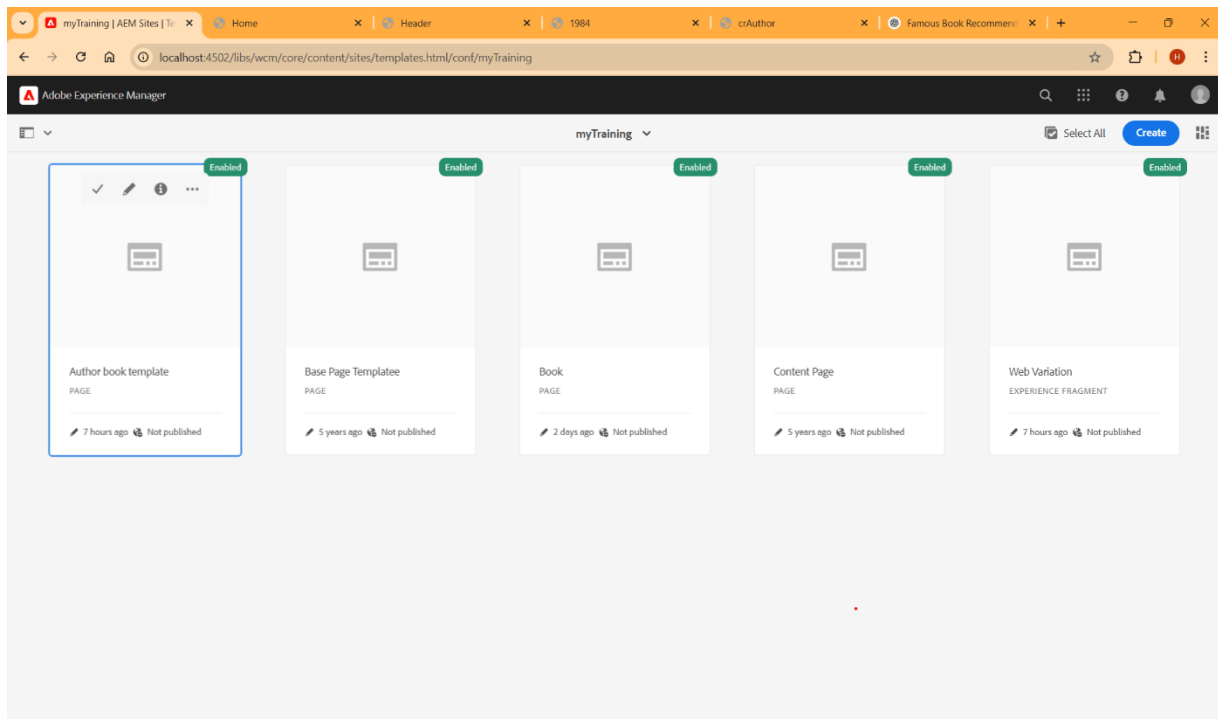 myTraining | AEM Sites | Te
Home
Header
1984
crAuthor
Famous Book Recommend
localhost:4502/libs/wcm/core/content/sites/templates.html/conf/myTraining
H
Adobe Experience Manager
myTraining
Select All
Create
Enabled
Enabled
Enabled
Enabled
Enabled
Author book template
Base Page Templatee
Book
Content Page
Web Variation
PAGE
PAGE
PAGE
PAGE
EXPERIENCE FRAGMENT
7 hours ago Not published
5 years ago Not published
2 days ago Not published
5 years ago Not published
7 hours ago Not published